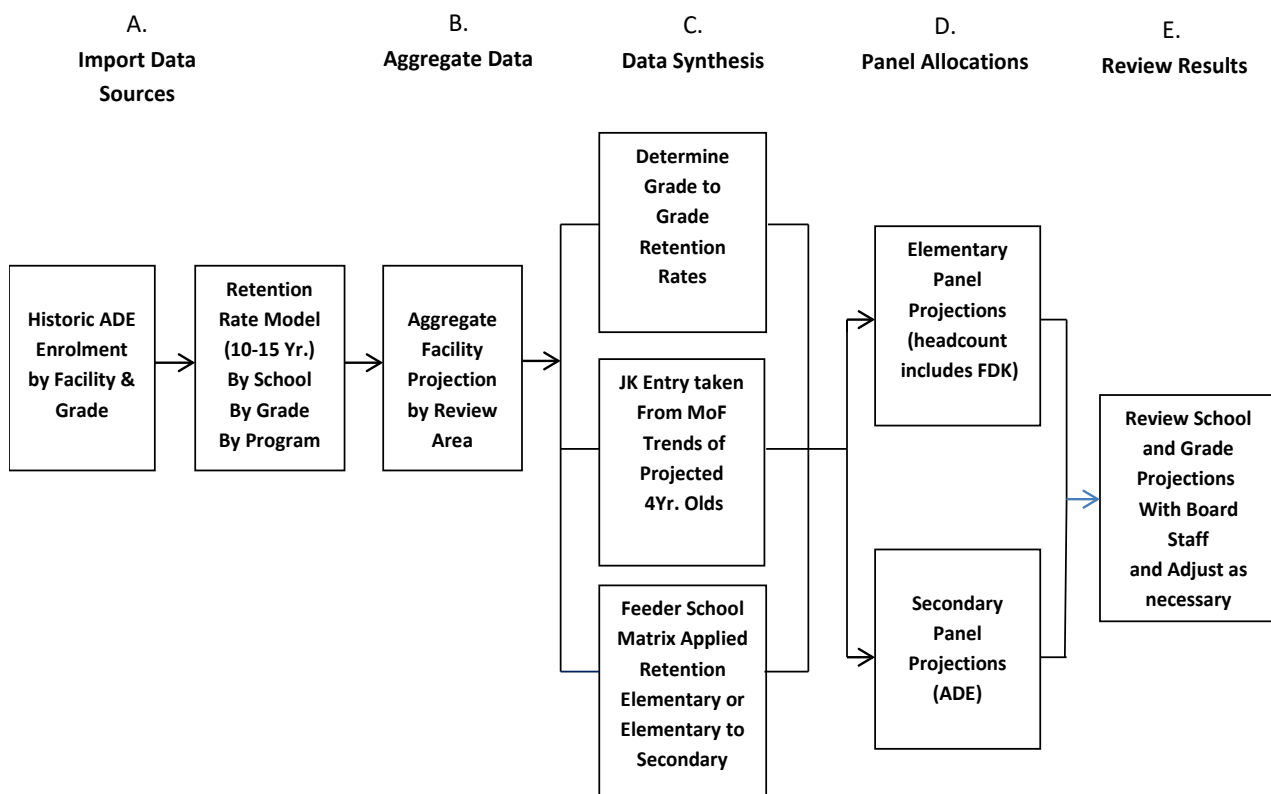 A.
Import Data
Sources
B.
Aggregate Data
C.
Data Synthesis
D.
Panel Allocations
E.
Review Results
Historic ADE
Enrolment
by Facility &
Grade
Retention
Rate Model
(10-15 Yr.)
By School
By Grade
By Program
Aggregate
Facility
Projection
by Review
Area
Determine
Grade to
Grade
Retention
Rates
JK Entry taken
From MoF
Trends of
Projected
4Yr. Olds
Feeder School
Matrix Applied
Retention
Elementary or
Elementary to
Secondary
Elementary
Panel
Projections
(headcount
includes FDK)
Secondary
Panel
Projections
(ADE)
Review School
and Grade
Projections
With Board
Staff
and Adjust as
necessary